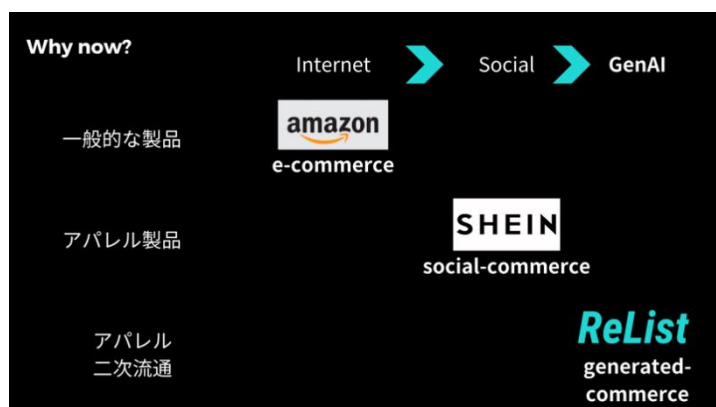 Why now?
Internet
Social
GenAI
一般的な製品
amazon
e-commerce
アパレル製品
SHEIN
social-commerce
アパレル
二次流通
ReList
generated-
commerce